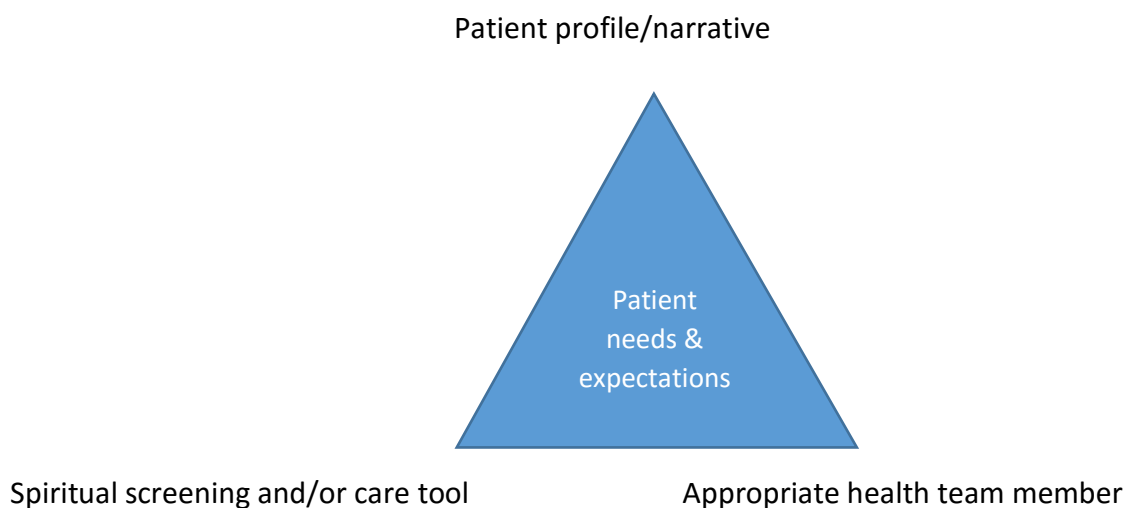 Patient profile/narrative
Patient
needs &
expectations
Spiritual screening and/or care tool
Appropriate health team member